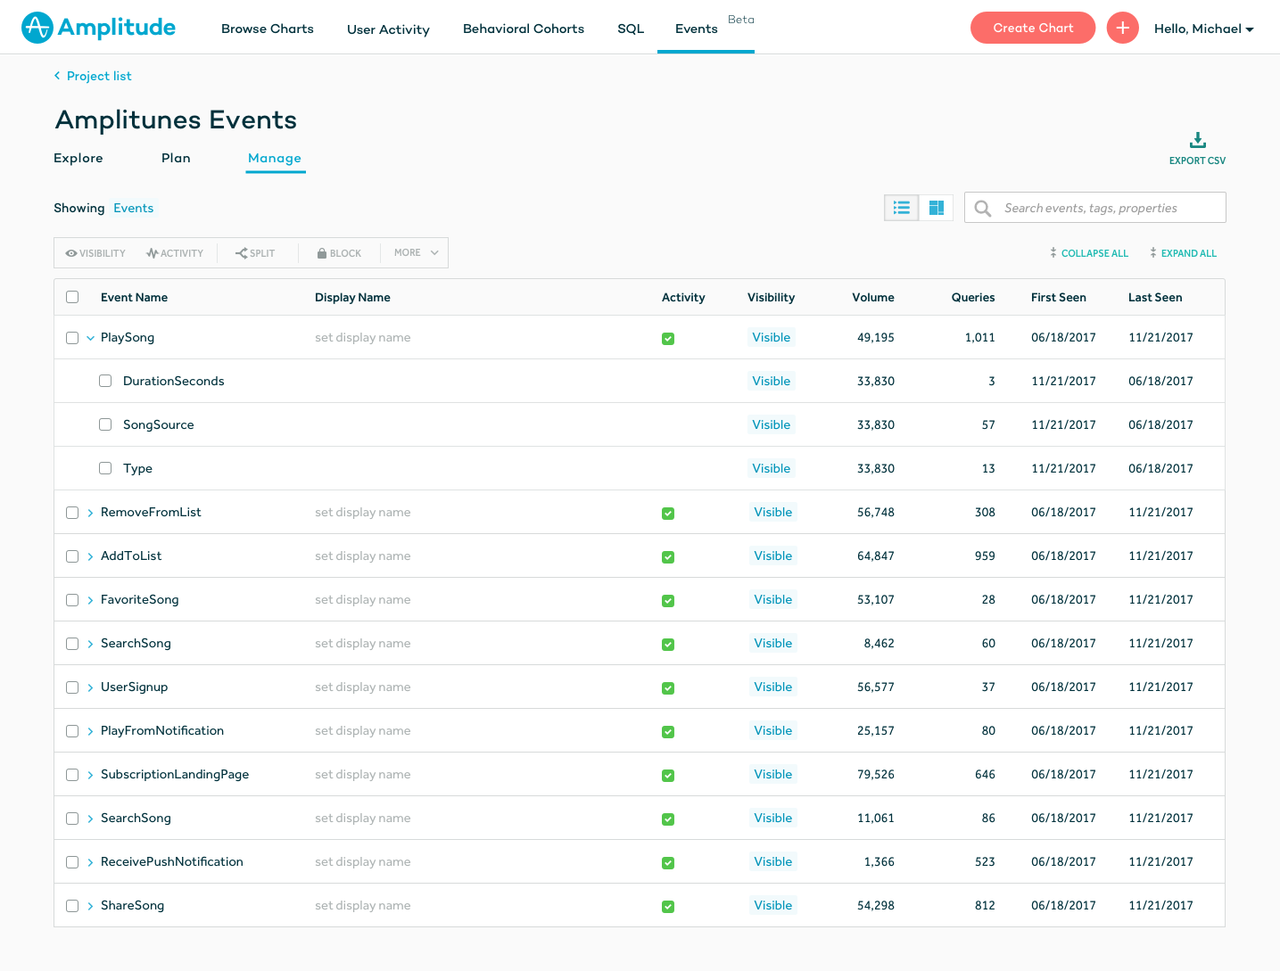 Amplitude Browse Charts User Activity Behavioral Cohorts SQL Events Beta Create Chart Hello, Michael
Project list
Amplitunes Events
Explore Plan Manage
EXPORT CSV
Showing Events Search events, tags, properties
VISIBILITY ACTIVITY SPLIT BLOCK MORE COLLAPSE ALL EXPAND ALL
Event Name Display Name Activity Visibility Volume Queries First Seen Last Seen
PlaySong set display name Visible 49,195 1,011 06/18/2017 11/21/2017
DurationSeconds Visible 33,830 3 11/21/2017 06/18/2017
SongSource Visible 33,830 57 11/21/2017 06/18/2017
Type Visible 33,830 13 11/21/2017 06/18/2017
RemoveFromList set display name Visible 56,748 308 06/18/2017 11/21/2017
AddToList set display name Visible 64,847 959 06/18/2017 11/21/2017
FavoriteSong set display name Visible 53,107 28 06/18/2017 11/21/2017
SearchSong set display name Visible 8,462 60 06/18/2017 11/21/2017
UserSignup set display name Visible 56,577 37 06/18/2017 11/21/2017
PlayFromNotification set display name Visible 25,157 80 06/18/2017 11/21/2017
SubscriptionLandingPage set display name Visible 79,526 646 06/18/2017 11/21/2017
SearchSong set display name Visible 11,061 86 06/18/2017 11/21/2017
ReceivePushNotification set display name Visible 1,366 523 06/18/2017 11/21/2017
ShareSong set display name Visible 54,298 812 06/18/2017 11/21/2017